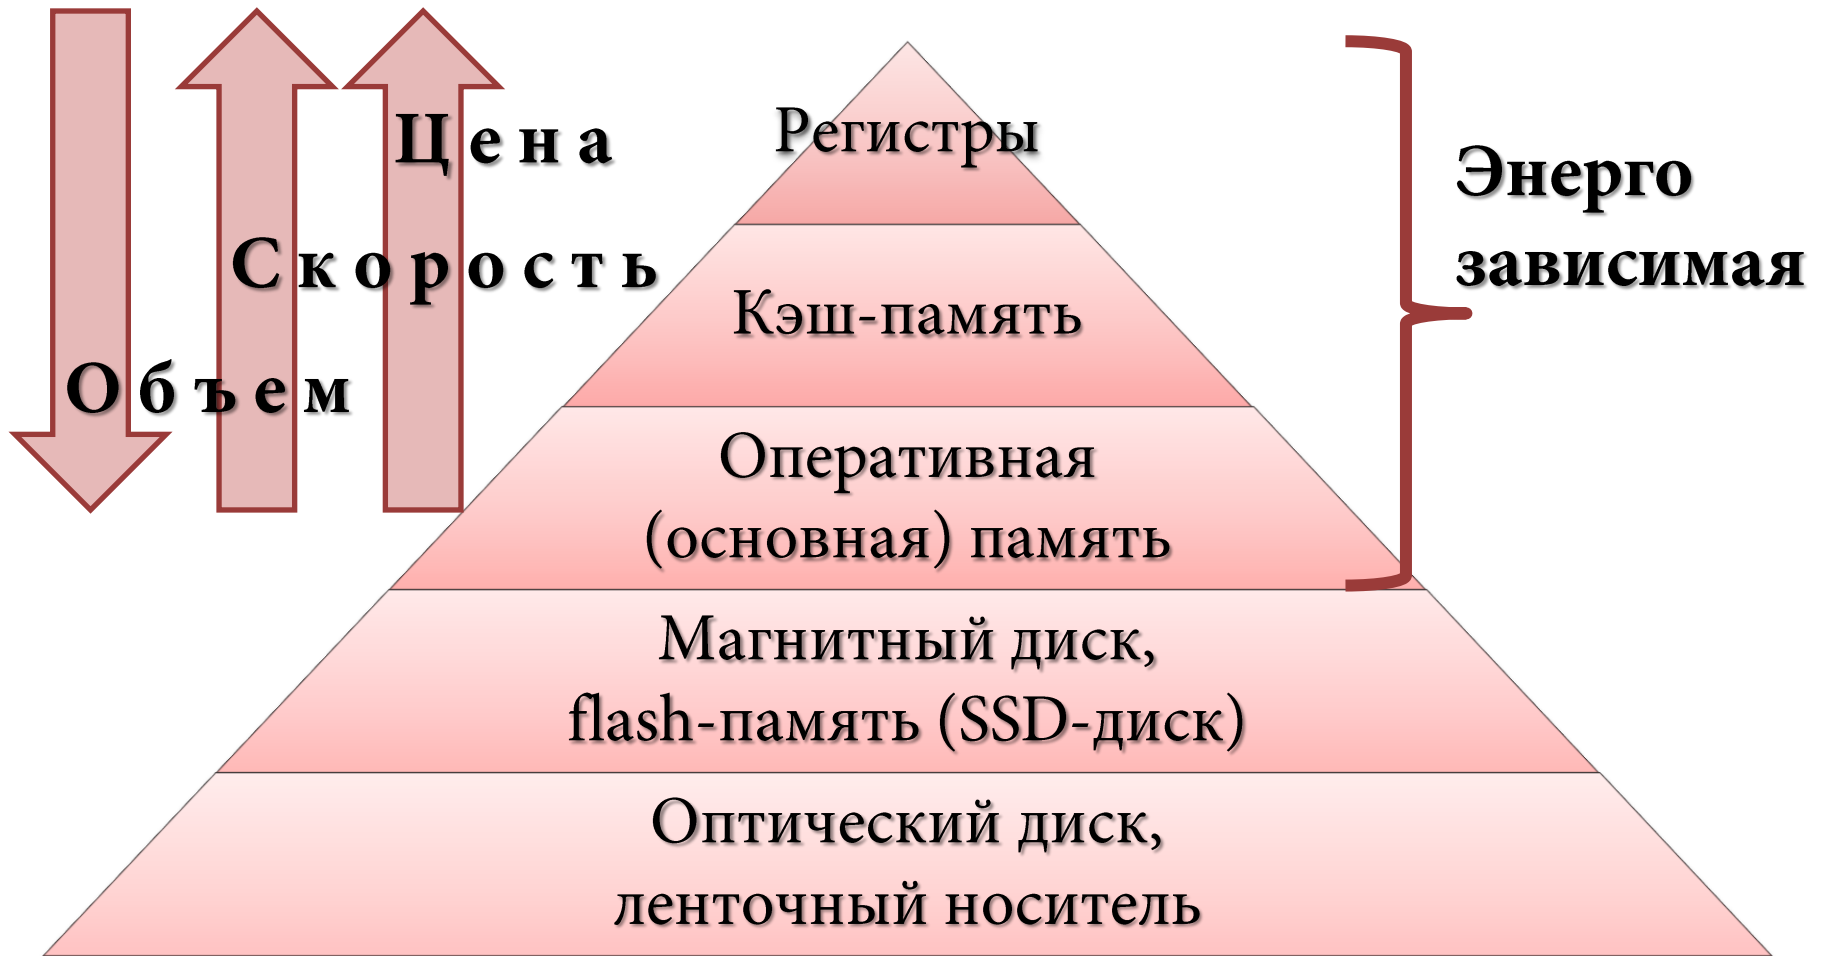 Цена
Скорость
Объем
Регистры
Кэш-память
Оперативная
(основная) память
Магнитный диск,
flash-память (SSD-диск)
Оптический диск,
ленточный носитель
Энерго
зависимая